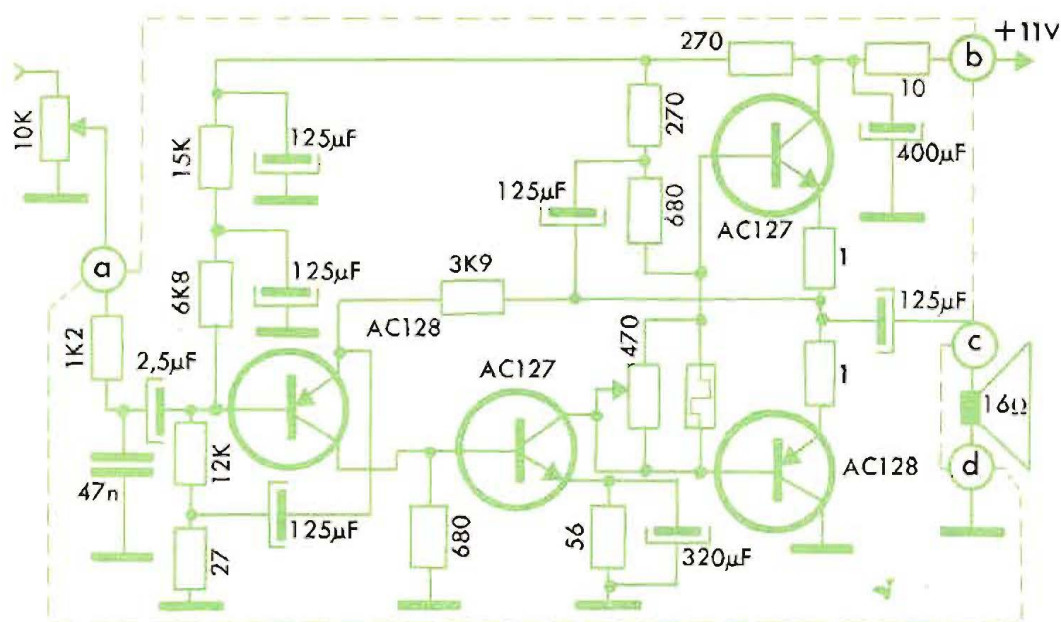 +11V
b
270
10
10K
15K
125µF
270
400µF
125µF
680
AC127
a
6K8
125µF
3K9
1
125µF
AC128
1K2
2,5µF
AC127
470
c
1
16Ω
12K
AC128
d
47n
125µF
680
56
320µF
27